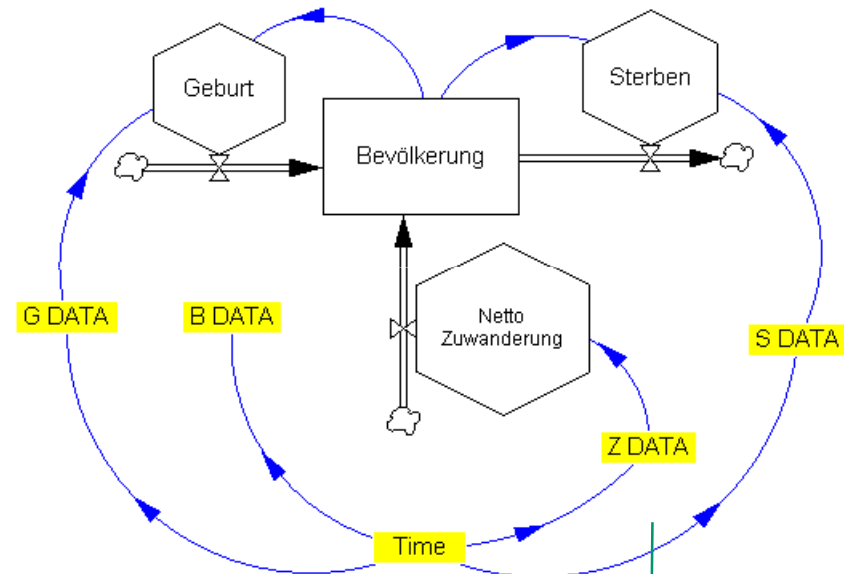 Geburt
Sterben
Bevölkerung
G DATA
B DATA
Netto
Zuwanderung
S DATA
Z DATA
Time